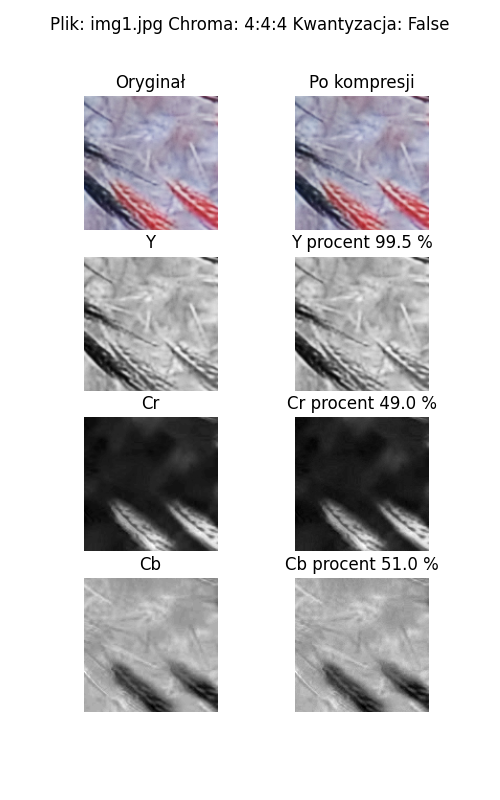 Plik: img1.jpg Chroma: 4:4:4 Kwantyzacja: False
Oryginał
Po kompresji
Y
Y procent 99.5 %
Cr
Cr procent 49.0 %
Cb
Cb procent 51.0 %